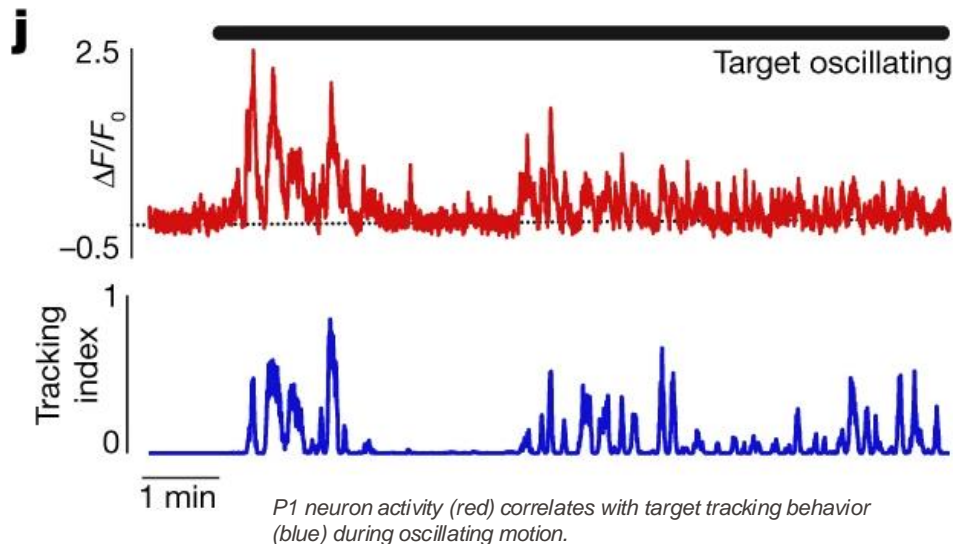 j
2.5
Target oscillating
ΔF/F₀
−0.5
1
Tracking
index
0
1 min
P1 neuron activity (red) correlates with target tracking behavior
(blue) during oscillating motion.